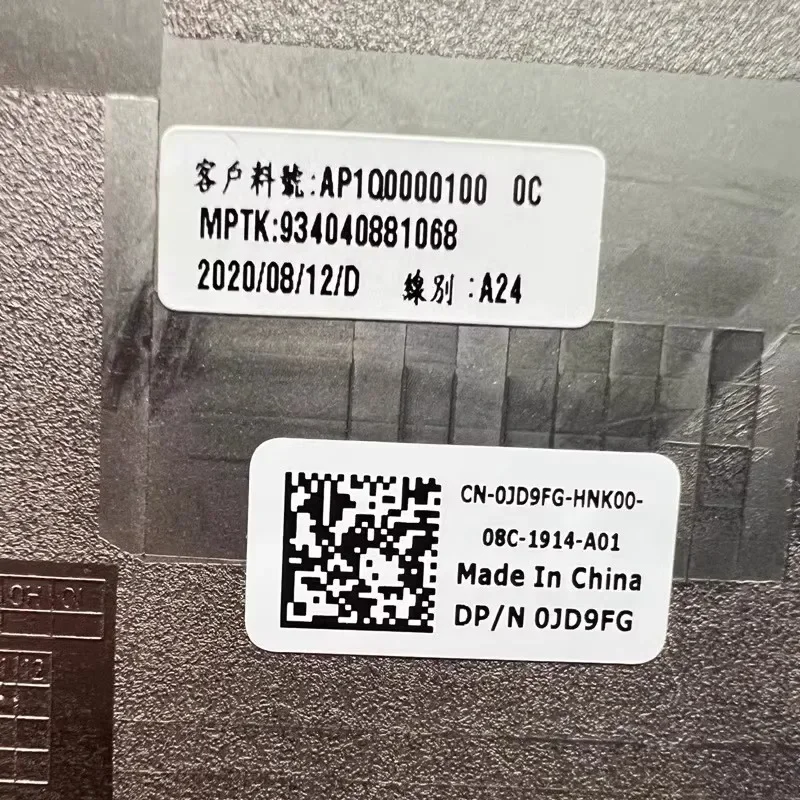 客户料號:AP1Q0000100 0C
MPTK:934040881068
2020/08/12/D 線別:A24
CN-0JD9FG-HNK00-
08C-1914-A01
Made In China
DP/N 0JD9FG